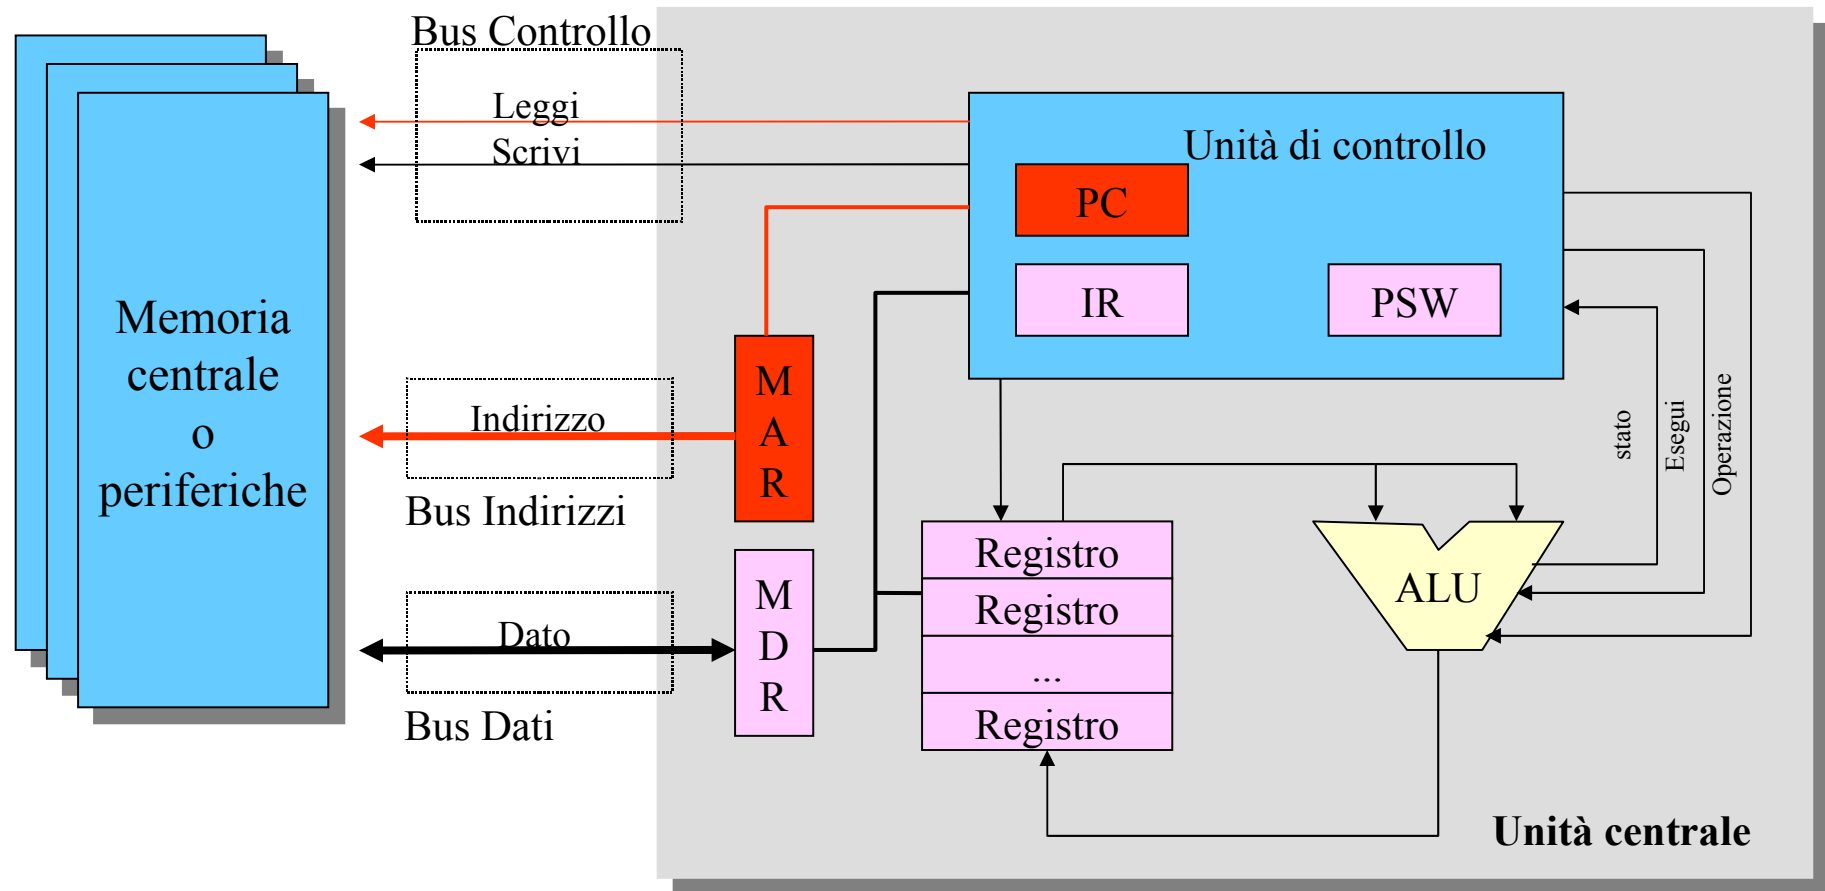 Bus Controllo
Leggi
Scrivi
Unità di controllo
PC
IR
PSW
Memoria
centrale
o
periferiche
M
A
R
Indirizzo
Bus Indirizzi
stato
Esegui
Operazione
M
D
R
Dato
Bus Dati
Registro
Registro
...
Registro
ALU
Unità centrale